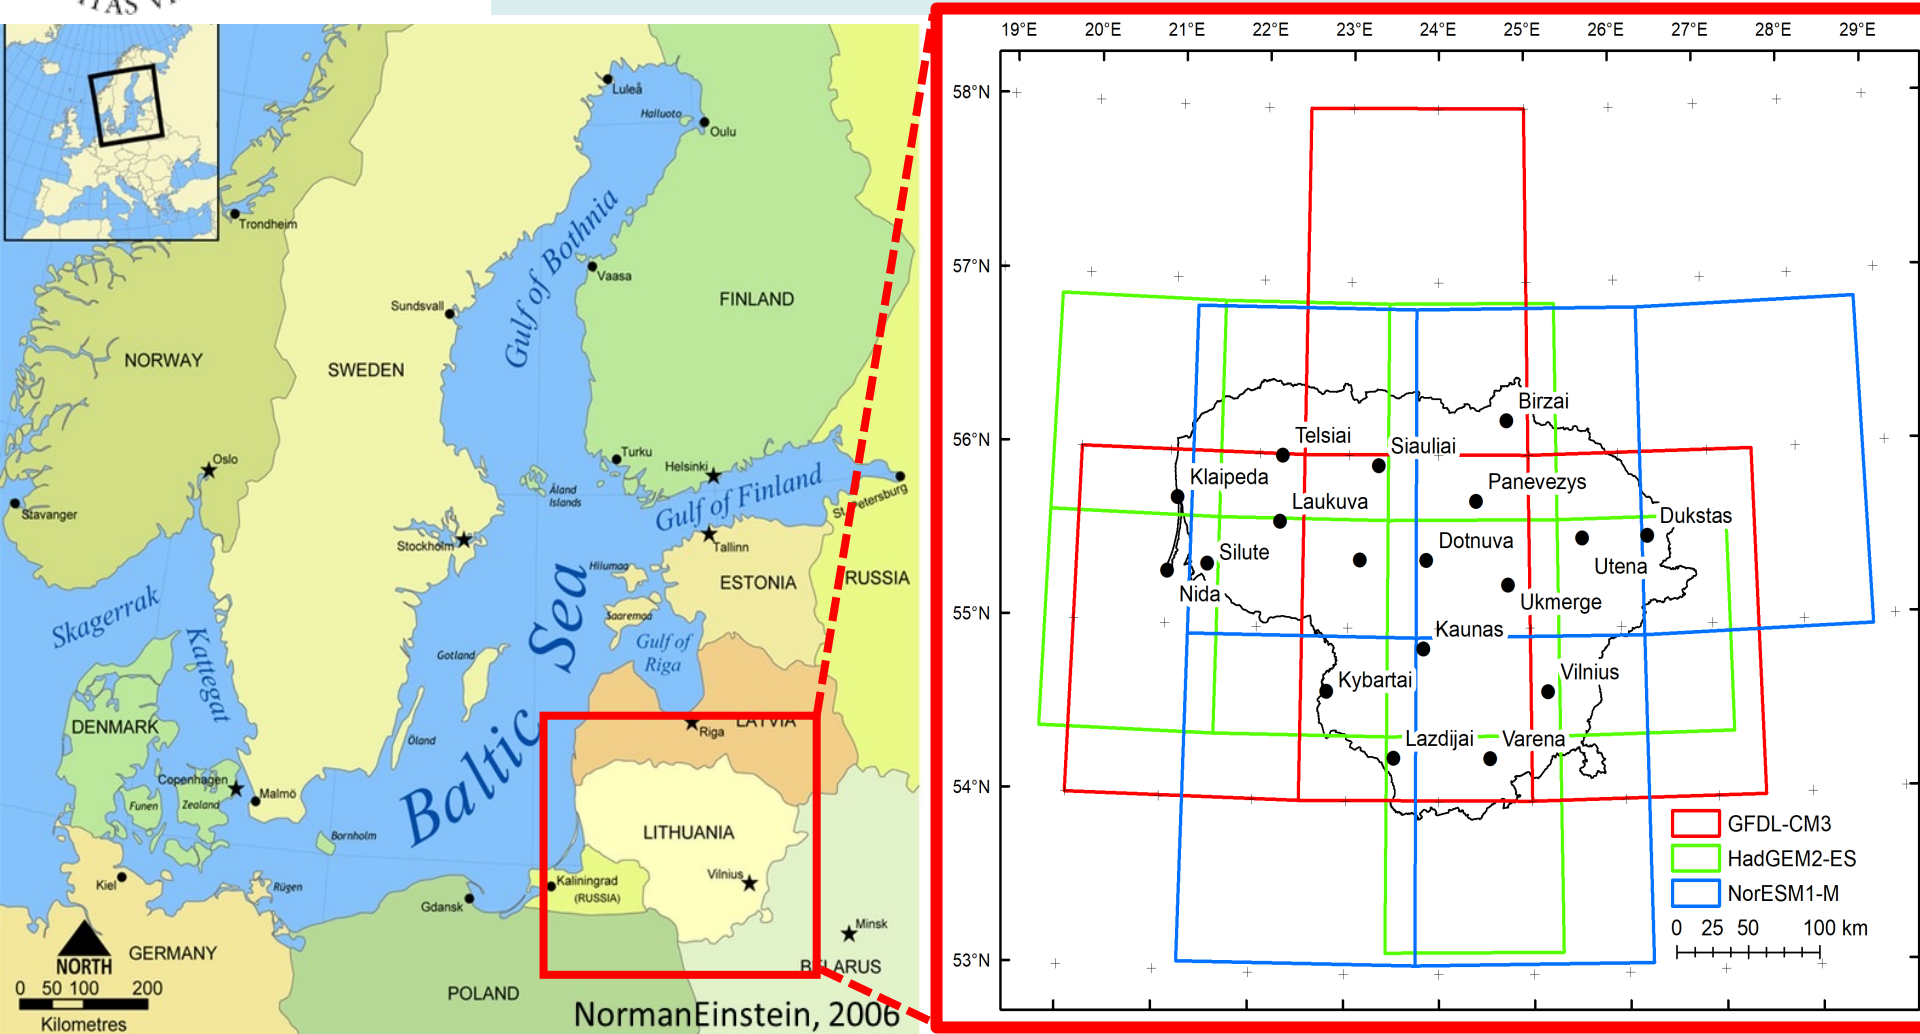 TAS V
Luleå
Hailuoto
Oulu
Trondheim
Gulf of Bothnia
Vaasa
Sundsvall
FINLAND
NORWAY
SWEDEN
Turku
Helsinki
Oslo
Åland
Islands
Gulf of Finland
St. Petersburg
Stavanger
Stockholm
Tallinn
Hiiumaa
ESTONIA
RUSSIA
Skagerrak
Saaremaa
Kattegat
Gulf of
Riga
Gotland
Baltic Sea
DENMARK
Öland
LATVIA
Riga
Copenhagen
Malmö
Funen
Zealand
Bornholm
LITHUANIA
Vilnius
Kiel
Rügen
Kaliningrad
(RUSSIA)
Gdansk
Minsk
GERMANY
BELARUS
NORTH
POLAND
0 50 100 200
Kilometres
NormanEinstein, 2006
19°E 20°E 21°E 22°E 23°E 24°E 25°E 26°E 27°E 28°E 29°E
58°N
57°N
56°N
55°N
54°N
53°N
Birzai
Telsiai
Siauliai
Klaipeda
Panevezys
Laukuva
Dukstas
Silute
Dotnuva
Utena
Nida
Ukmerge
Kaunas
Kybartai
Vilnius
Lazdijai
Varena
GFDL-CM3
HadGEM2-ES
NorESM1-M
0 25 50 100 km